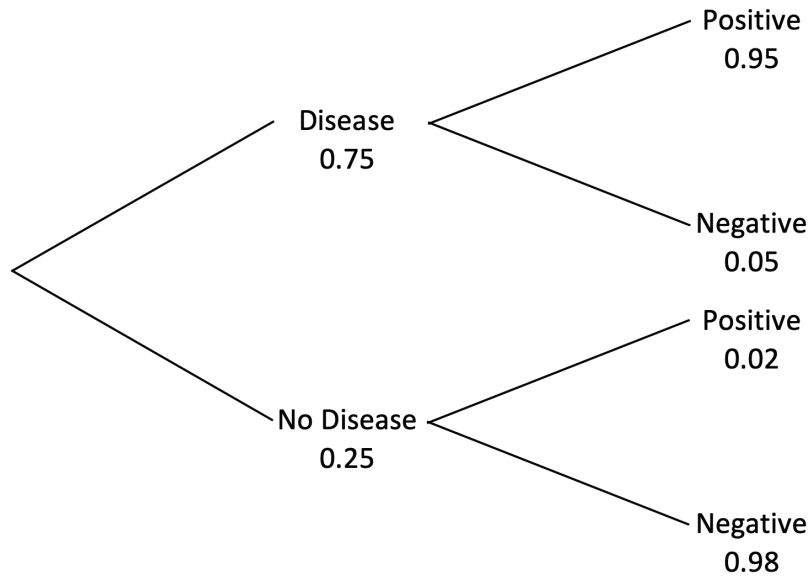 Positive
0.95
Disease
0.75
Negative
0.05
Positive
0.02
No Disease
0.25
Negative
0.98